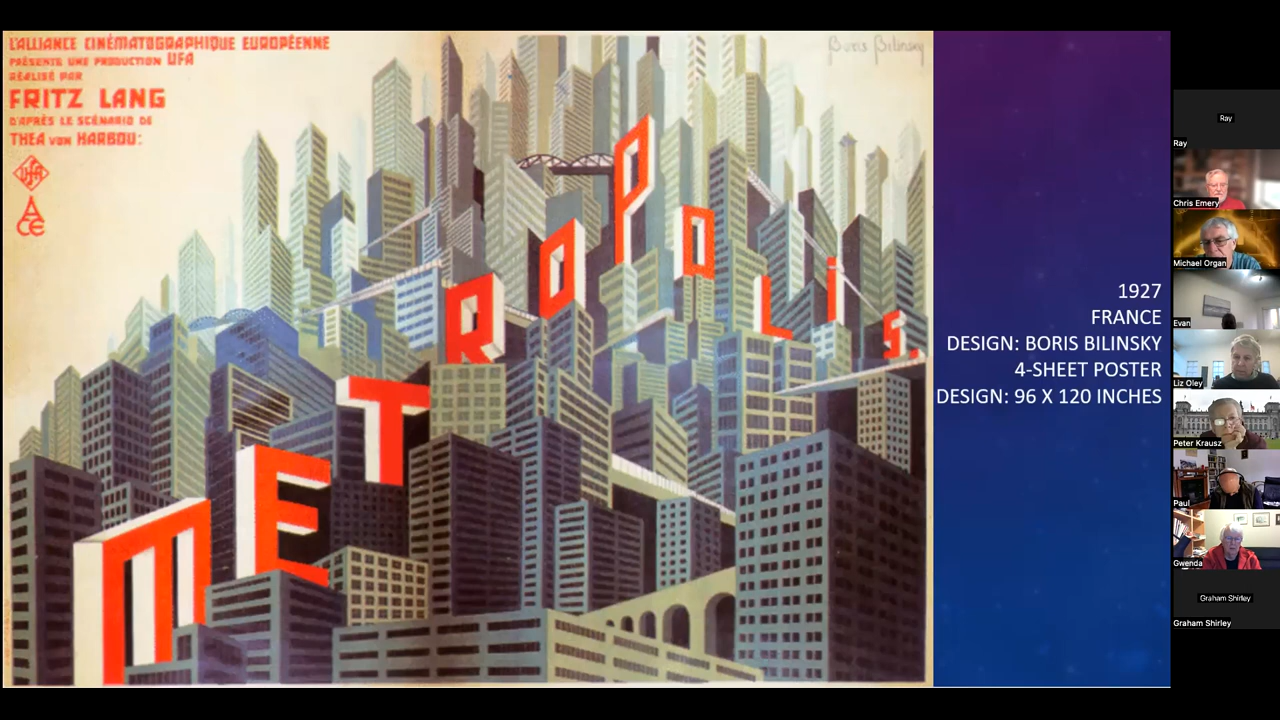 L'ALLIANCE CINÉMATOGRAPHIQUE EUROPÉENNE
PRÉSENTE UNE PRODUCTION UFA
RÉALISÉ PAR
FRITZ LANG
D'APRÈS LE SCÉNARIO DE
THEA VON HARBOU:
UFA
ACE
Boris Bilinsky
METROPOLIS.
1927
FRANCE
DESIGN: BORIS BILINSKY
4-SHEET POSTER
DESIGN: 96 X 120 INCHES
Ray
Ray
Chris Emery
Michael Organ
Evan
Liz Oley
Peter Krausz
Paul
Gwenda
Graham Shirley
Graham Shirley